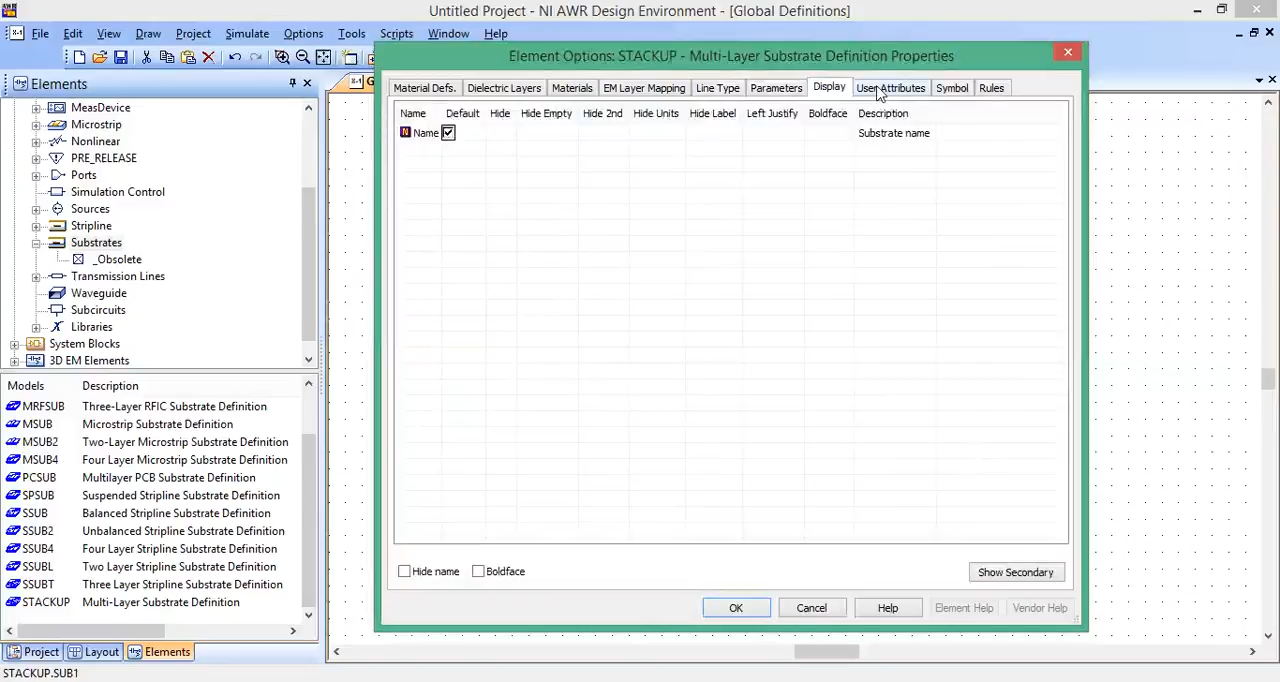 Untitled Project - NI AWR Design Environment - [Global Definitions]
File Edit View Draw Project Simulate Options Tools Scripts Window Help
Elements
MeasDevice
Microstrip
Nonlinear
PRE_RELEASE
Ports
Simulation Control
Sources
Stripline
Substrates
_Obsolete
Transmission Lines
Waveguide
Subcircuits
Libraries
System Blocks
3D EM Elements
Models Description
MRFSUB Three-Layer RFIC Substrate Definition
MSUB Microstrip Substrate Definition
MSUB2 Two-Layer Microstrip Substrate Definition
MSUB4 Four Layer Microstrip Substrate Definition
PCSUB Multilayer PCB Substrate Definition
SPSUB Suspended Stripline Substrate Definition
SSUB Balanced Stripline Substrate Definition
SSUB2 Unbalanced Stripline Substrate Definition
SSUB4 Four Layer Stripline Substrate Definition
SSUBL Two Layer Stripline Substrate Definition
SSUBT Three Layer Stripline Substrate Definition
STACKUP Multi-Layer Substrate Definition
Project Layout Elements
STACKUP.SUB1
G
Element Options: STACKUP - Multi-Layer Substrate Definition Properties
Material Defs. Dielectric Layers Materials EM Layer Mapping Line Type Parameters Display User Attributes Symbol Rules
Name Default Hide Hide Empty Hide 2nd Hide Units Hide Label Left Justify Boldface Description
N Name Substrate name
Hide name Boldface Show Secondary
OK Cancel Help Element Help Vendor Help